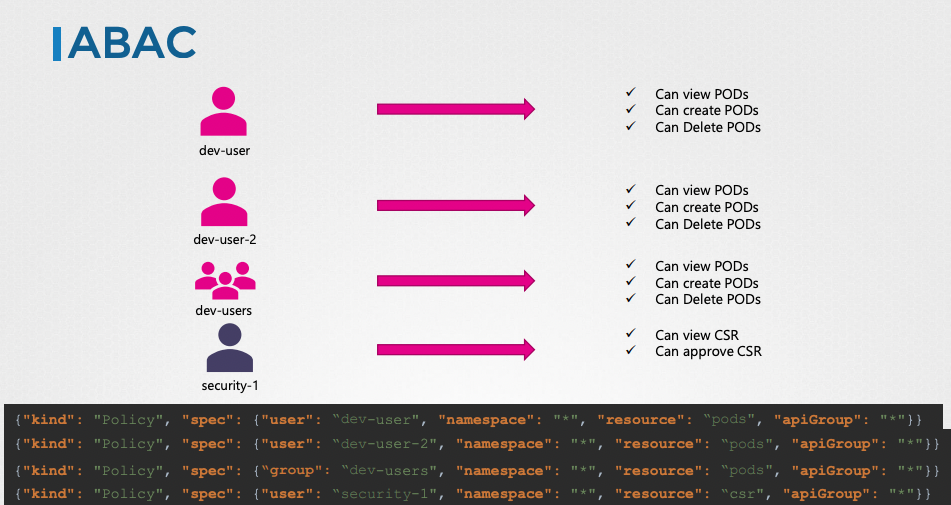 ABAC
dev-user
✓ Can view PODs
✓ Can create PODs
✓ Can Delete PODs
dev-user-2
✓ Can view PODs
✓ Can create PODs
✓ Can Delete PODs
dev-users
✓ Can view PODs
✓ Can create PODs
✓ Can Delete PODs
security-1
✓ Can view CSR
✓ Can approve CSR
{"kind": "Policy", "spec": {"user": “dev-user", "namespace": "*", "resource": “pods", "apiGroup": "*"}}
{"kind": "Policy", "spec": {"user": “dev-user-2", "namespace": "*", "resource": “pods", "apiGroup": "*"}}
{"kind": "Policy", "spec": {“group": “dev-users", "namespace": "*", "resource": “pods", "apiGroup": "*"}}
{"kind": "Policy", "spec": {"user": “security-1", "namespace": "*", "resource": “csr", "apiGroup": "*"}}